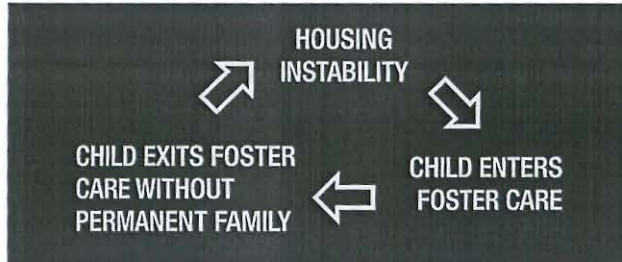 HOUSING
INSTABILITY
CHILD ENTERS
FOSTER CARE
CHILD EXITS FOSTER
CARE WITHOUT
PERMANENT FAMILY